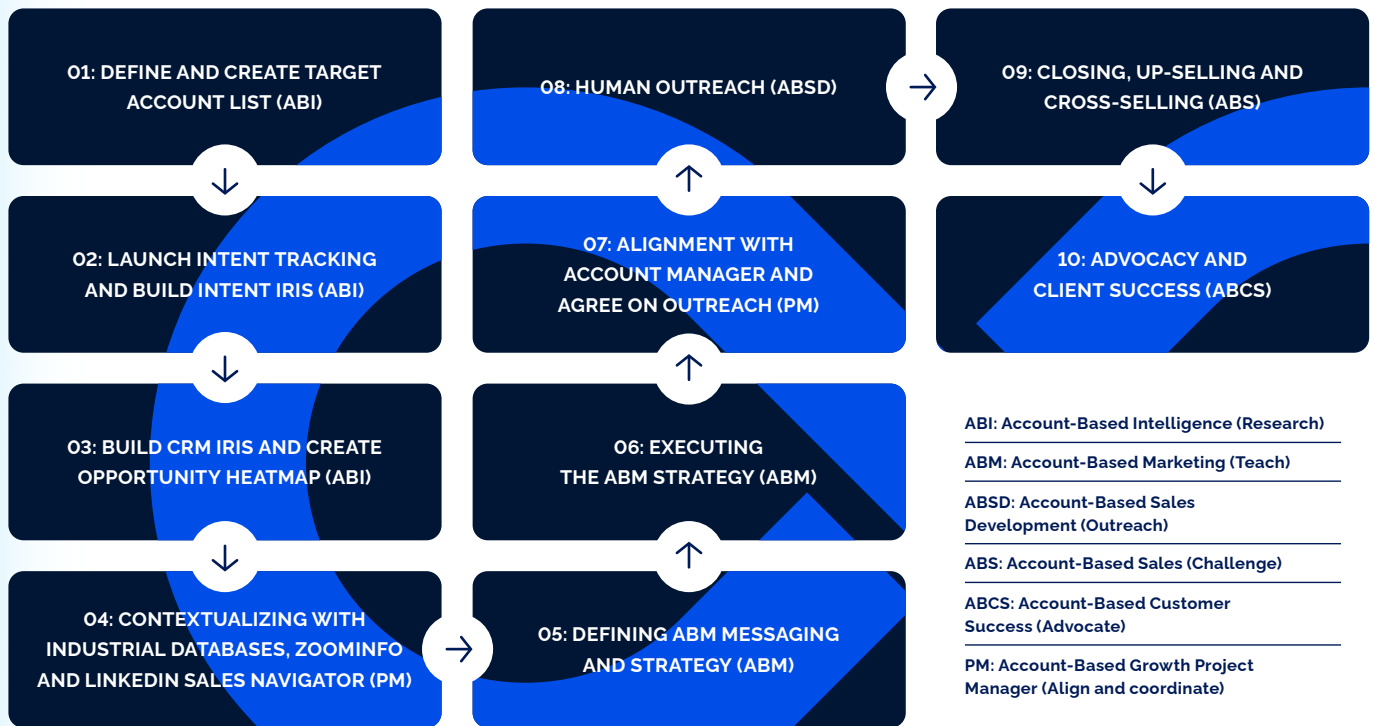 01: DEFINE AND CREATE TARGET
ACCOUNT LIST (ABI)
02: LAUNCH INTENT TRACKING
AND BUILD INTENT IRIS (ABI)
03: BUILD CRM IRIS AND CREATE
OPPORTUNITY HEATMAP (ABI)
04: CONTEXTUALIZING WITH
INDUSTRIAL DATABASES, ZOOMINFO
AND LINKEDIN SALES NAVIGATOR (PM)
05: DEFINING ABM MESSAGING
AND STRATEGY (ABM)
06: EXECUTING
THE ABM STRATEGY (ABM)
07: ALIGNMENT WITH
ACCOUNT MANAGER AND
AGREE ON OUTREACH (PM)
08: HUMAN OUTREACH (ABSD)
09: CLOSING, UP-SELLING AND
CROSS-SELLING (ABS)
10: ADVOCACY AND
CLIENT SUCCESS (ABCS)
ABI: Account-Based Intelligence (Research)
ABM: Account-Based Marketing (Teach)
ABSD: Account-Based Sales
Development (Outreach)
ABS: Account-Based Sales (Challenge)
ABCS: Account-Based Customer
Success (Advocate)
PM: Account-Based Growth Project
Manager (Align and coordinate)